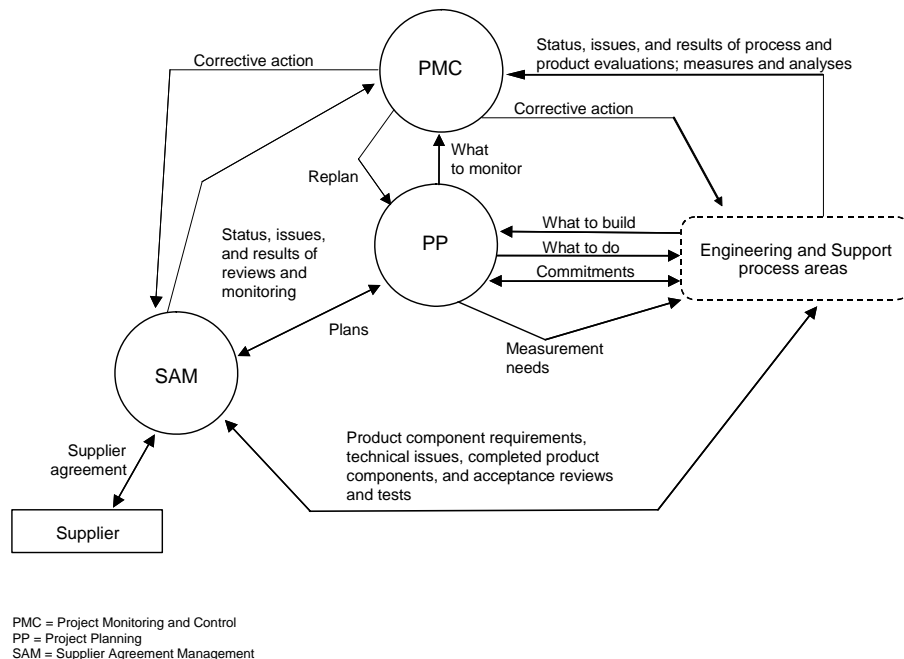 Corrective action
PMC
Status, issues, and results of process and
product evaluations; measures and analyses
Corrective action
Replan
What
to monitor
Status, issues,
and results of
reviews and
monitoring
PP
What to build
What to do
Commitments
Engineering and Support
process areas
Plans
Measurement
needs
SAM
Supplier
agreement
Product component requirements,
technical issues, completed product
components, and acceptance reviews
and tests
Supplier
PMC = Project Monitoring and Control
PP = Project Planning
SAM = Supplier Agreement Management